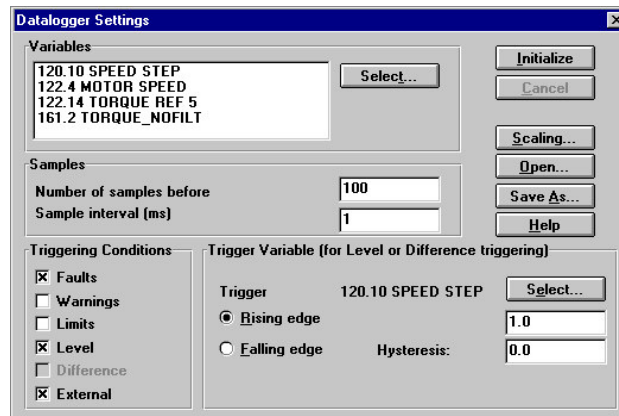 Datalogger Settings
Variables
120.10 SPEED STEP
122.4 MOTOR SPEED
122.14 TORQUE REF 5
161.2 TORQUE_NOFILT
Select...
Initialize
Cancel
Scaling...
Open...
Save As...
Help
Samples
Number of samples before 100
Sample interval (ms) 1
Triggering Conditions
Faults
Warnings
Limits
Level
Difference
External
Trigger Variable (for Level or Difference triggering)
Trigger 120.10 SPEED STEP Select...
Rising edge 1.0
Falling edge Hysteresis: 0.0